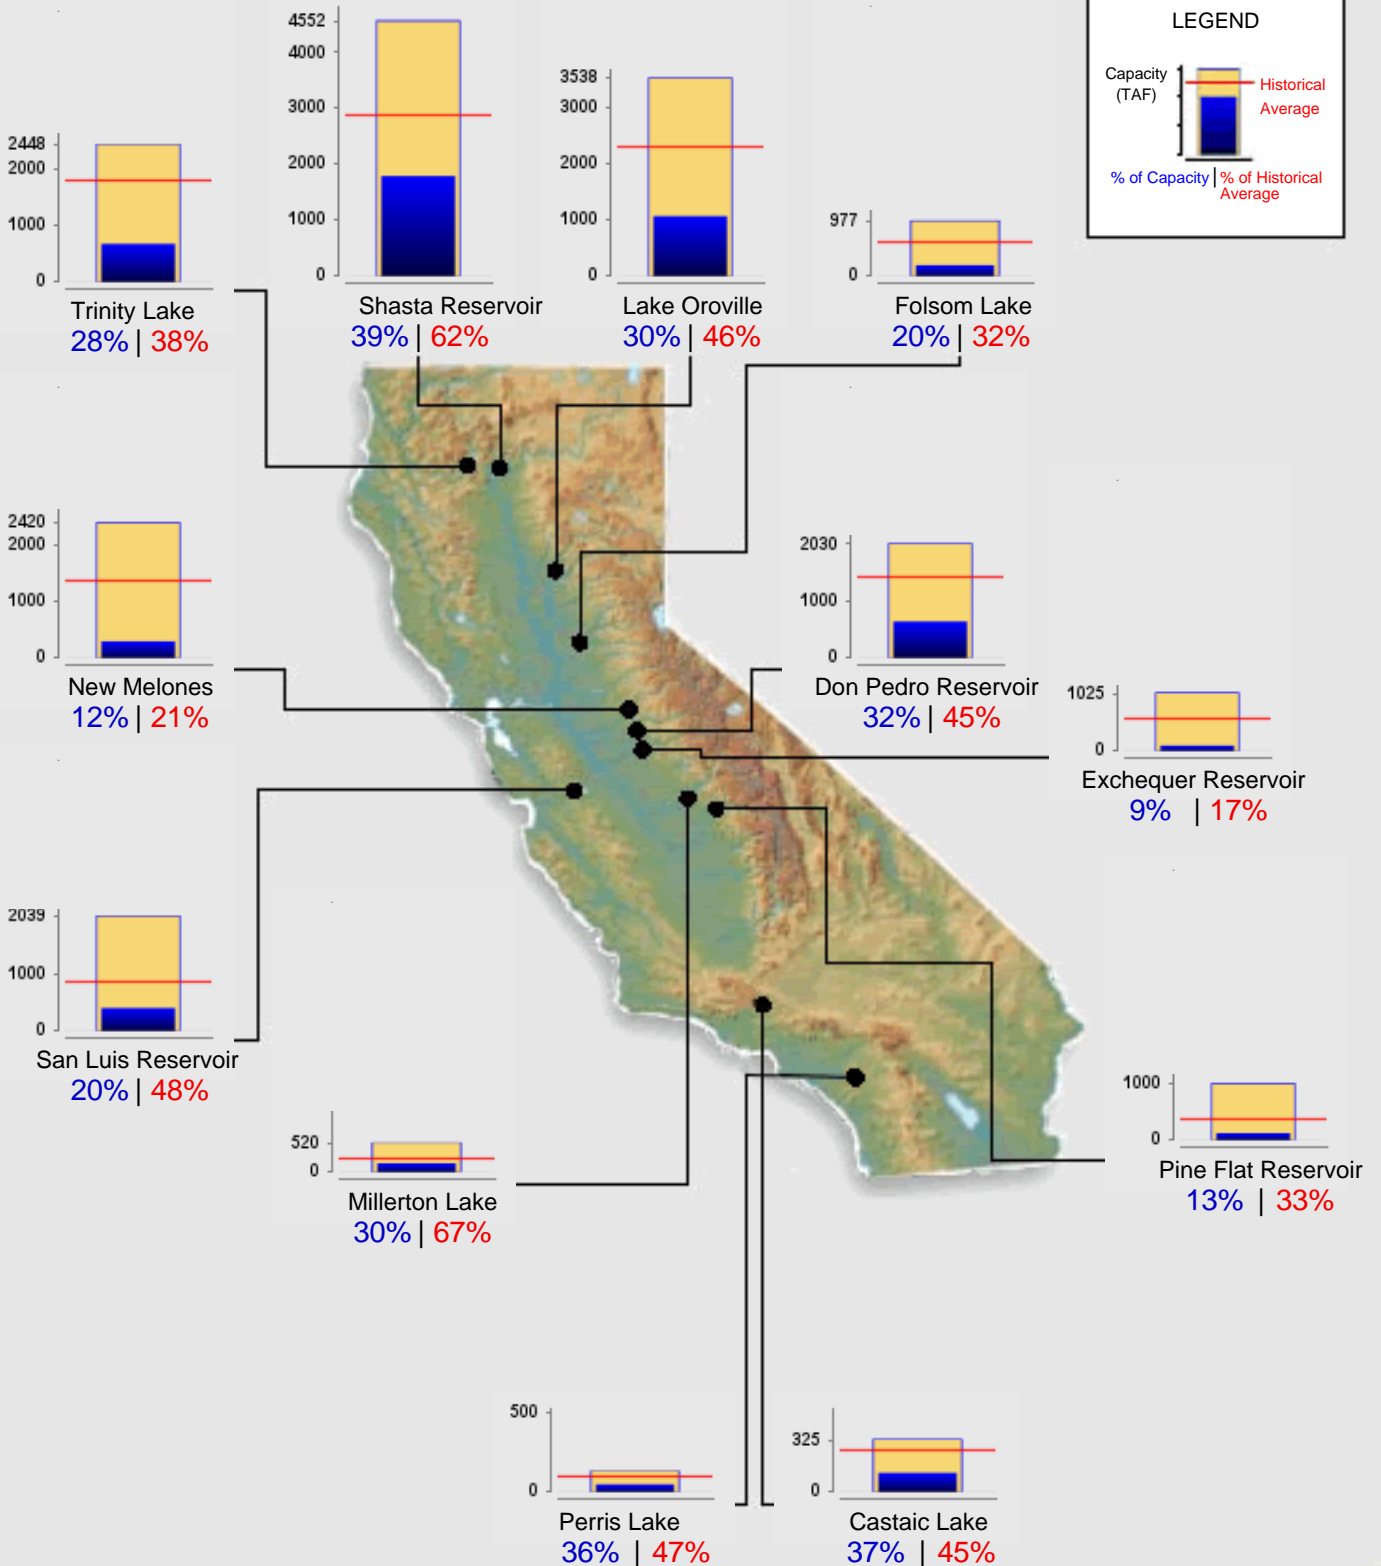 LEGEND
Capacity
(TAF)
Historical
Average
% of Capacity | % of Historical
Average
4552
4000
3000
2000
1000
0
Shasta Reservoir
39% | 62%
3538
3000
2000
1000
0
Lake Oroville
30% | 46%
2448
2000
1000
0
Trinity Lake
28% | 38%
977
0
Folsom Lake
20% | 32%
2420
2000
1000
0
New Melones
12% | 21%
2030
1000
0
Don Pedro Reservoir
32% | 45%
1025
0
Exchequer Reservoir
9% | 17%
2039
1000
0
San Luis Reservoir
20% | 48%
520
0
Millerton Lake
30% | 67%
1000
0
Pine Flat Reservoir
13% | 33%
500
0
Perris Lake
36% | 47%
325
0
Castaic Lake
37% | 45%